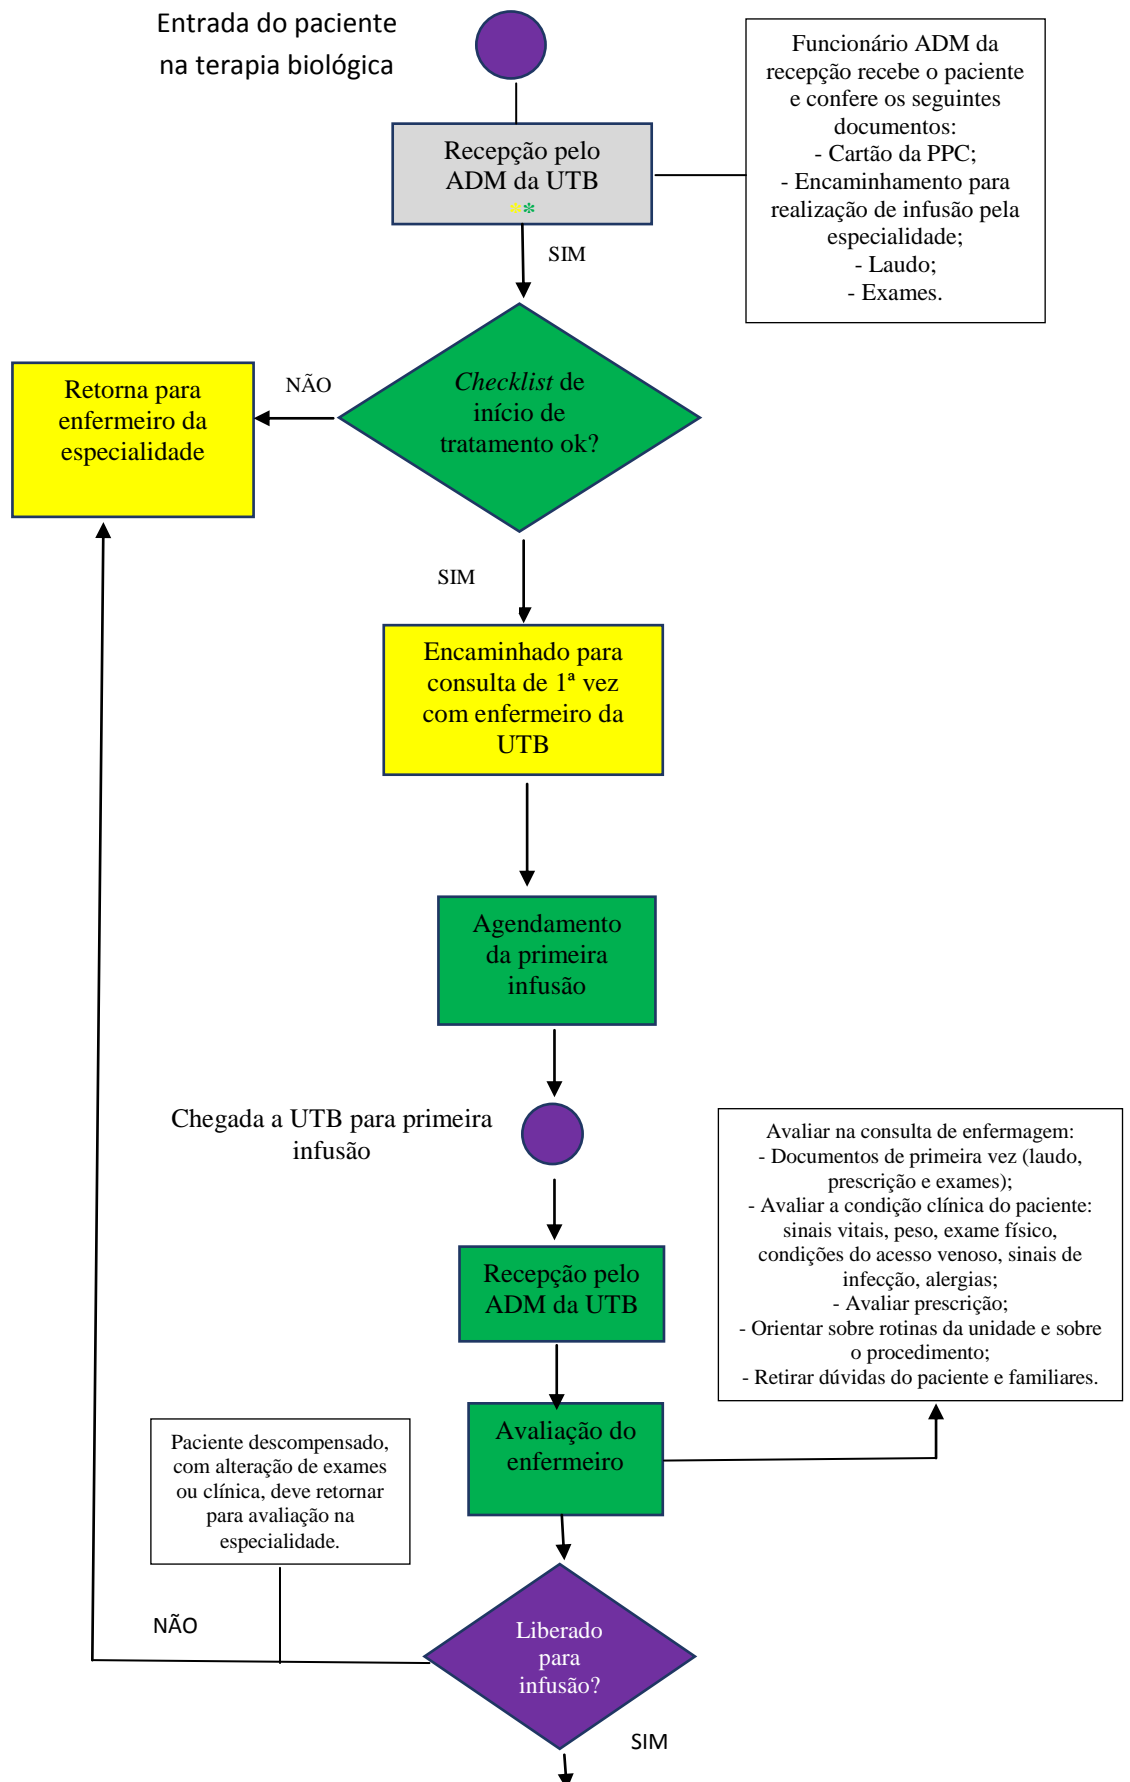 Entrada do paciente
na terapia biológica
Funcionário ADM da
recepção recebe o paciente
e confere os seguintes
documentos:
- Cartão da PPC;
- Encaminhamento para
realização de infusão pela
especialidade;
- Laudo;
- Exames.
Recepção pelo
ADM da UTB
**
SIM
Checklist de
início de
tratamento ok?
NÃO
Retorna para
enfermeiro da
especialidade
SIM
Encaminhado para
consulta de 1ª vez
com enfermeiro da
UTB
Agendamento
da primeira
infusão
Chegada a UTB para primeira
infusão
Avaliar na consulta de enfermagem:
- Documentos de primeira vez (laudo,
prescrição e exames);
- Avaliar a condição clínica do paciente:
sinais vitais, peso, exame físico,
condições do acesso venoso, sinais de
infecção, alergias;
- Avaliar prescrição;
- Orientar sobre rotinas da unidade e sobre
o procedimento;
- Retirar dúvidas do paciente e familiares.
Recepção pelo
ADM da UTB
Avaliação do
enfermeiro
Paciente descompensado,
com alteração de exames
ou clínica, deve retornar
para avaliação na
especialidade.
NÃO
Liberado
para
infusão?
SIM